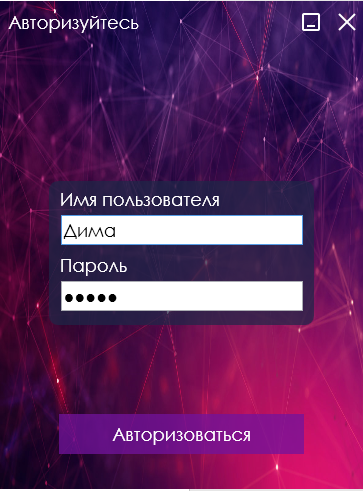 Авторизуйтесь
Имя пользователя
Дима
Пароль
●●●●●
Авторизоваться